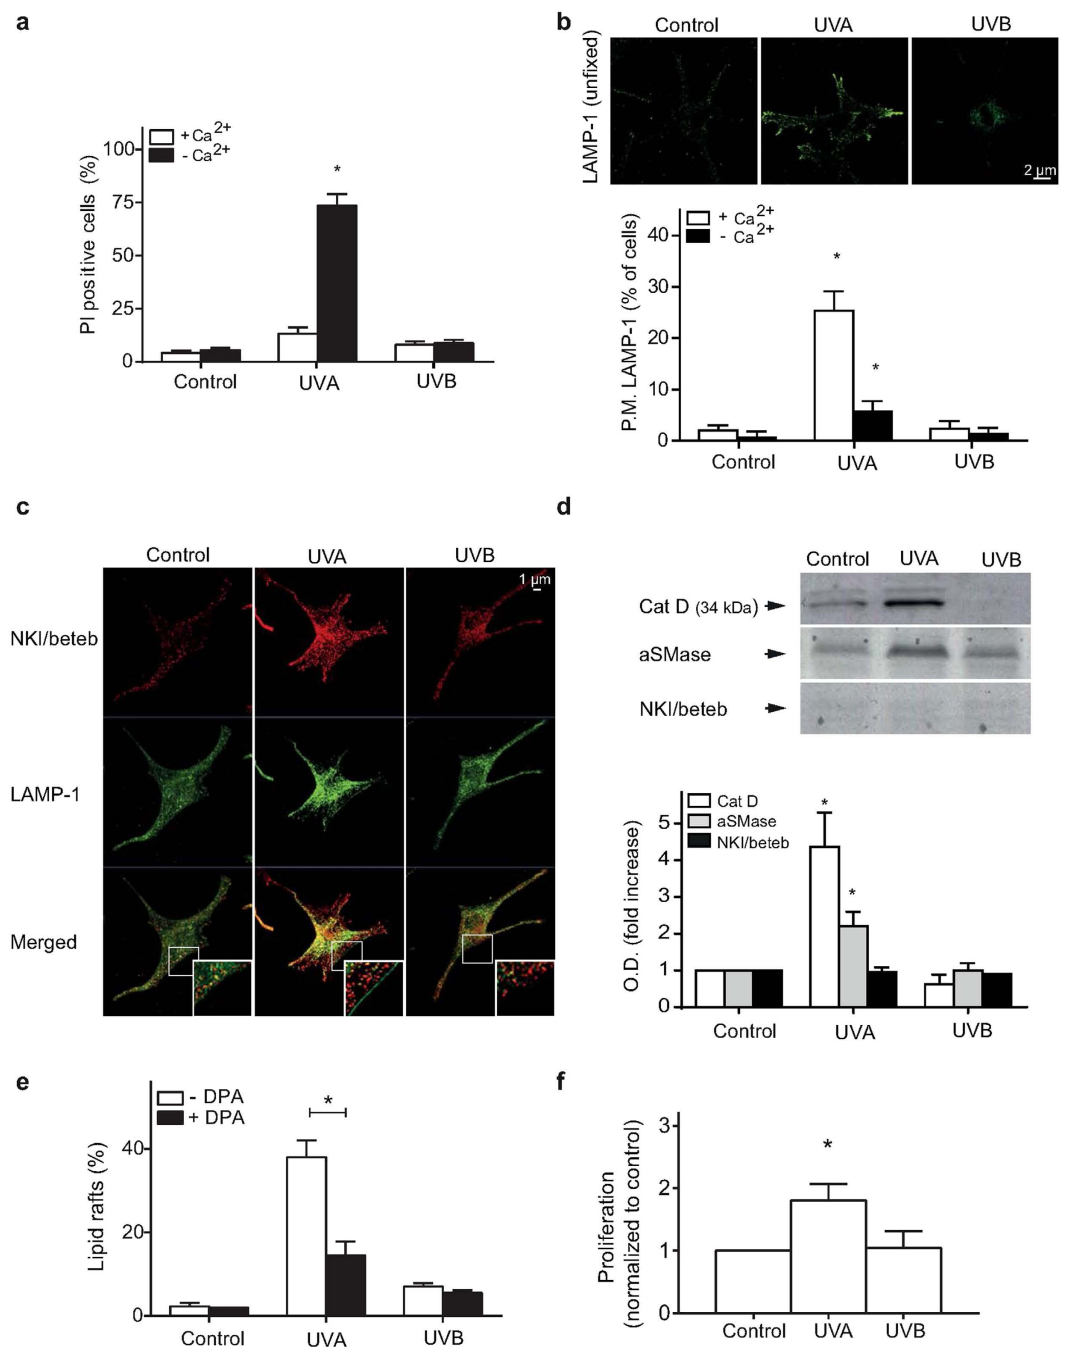 a
+ Ca2+
- Ca2+
PI positive cells (%)
100
75
50
25
0
*
Control
UVA
UVB
b
Control
UVA
UVB
LAMP-1 (unfixed)
2 µm
+ Ca2+
- Ca2+
P.M. LAMP-1 (% of cells)
40
30
20
10
0
*
*
Control
UVA
UVB
c
Control
UVA
UVB
1 µm
NKI/beteb
LAMP-1
Merged
d
Control
UVA
UVB
Cat D (34 kDa)
aSMase
NKI/beteb
Cat D
aSMase
NKI/beteb
O.D. (fold increase)
5
4
3
2
1
0
*
*
Control
UVA
UVB
e
- DPA
+ DPA
Lipid rafts (%)
40
20
0
*
Control
UVA
UVB
f
Proliferation
(normalized to control)
3
2
1
0
*
Control
UVA
UVB